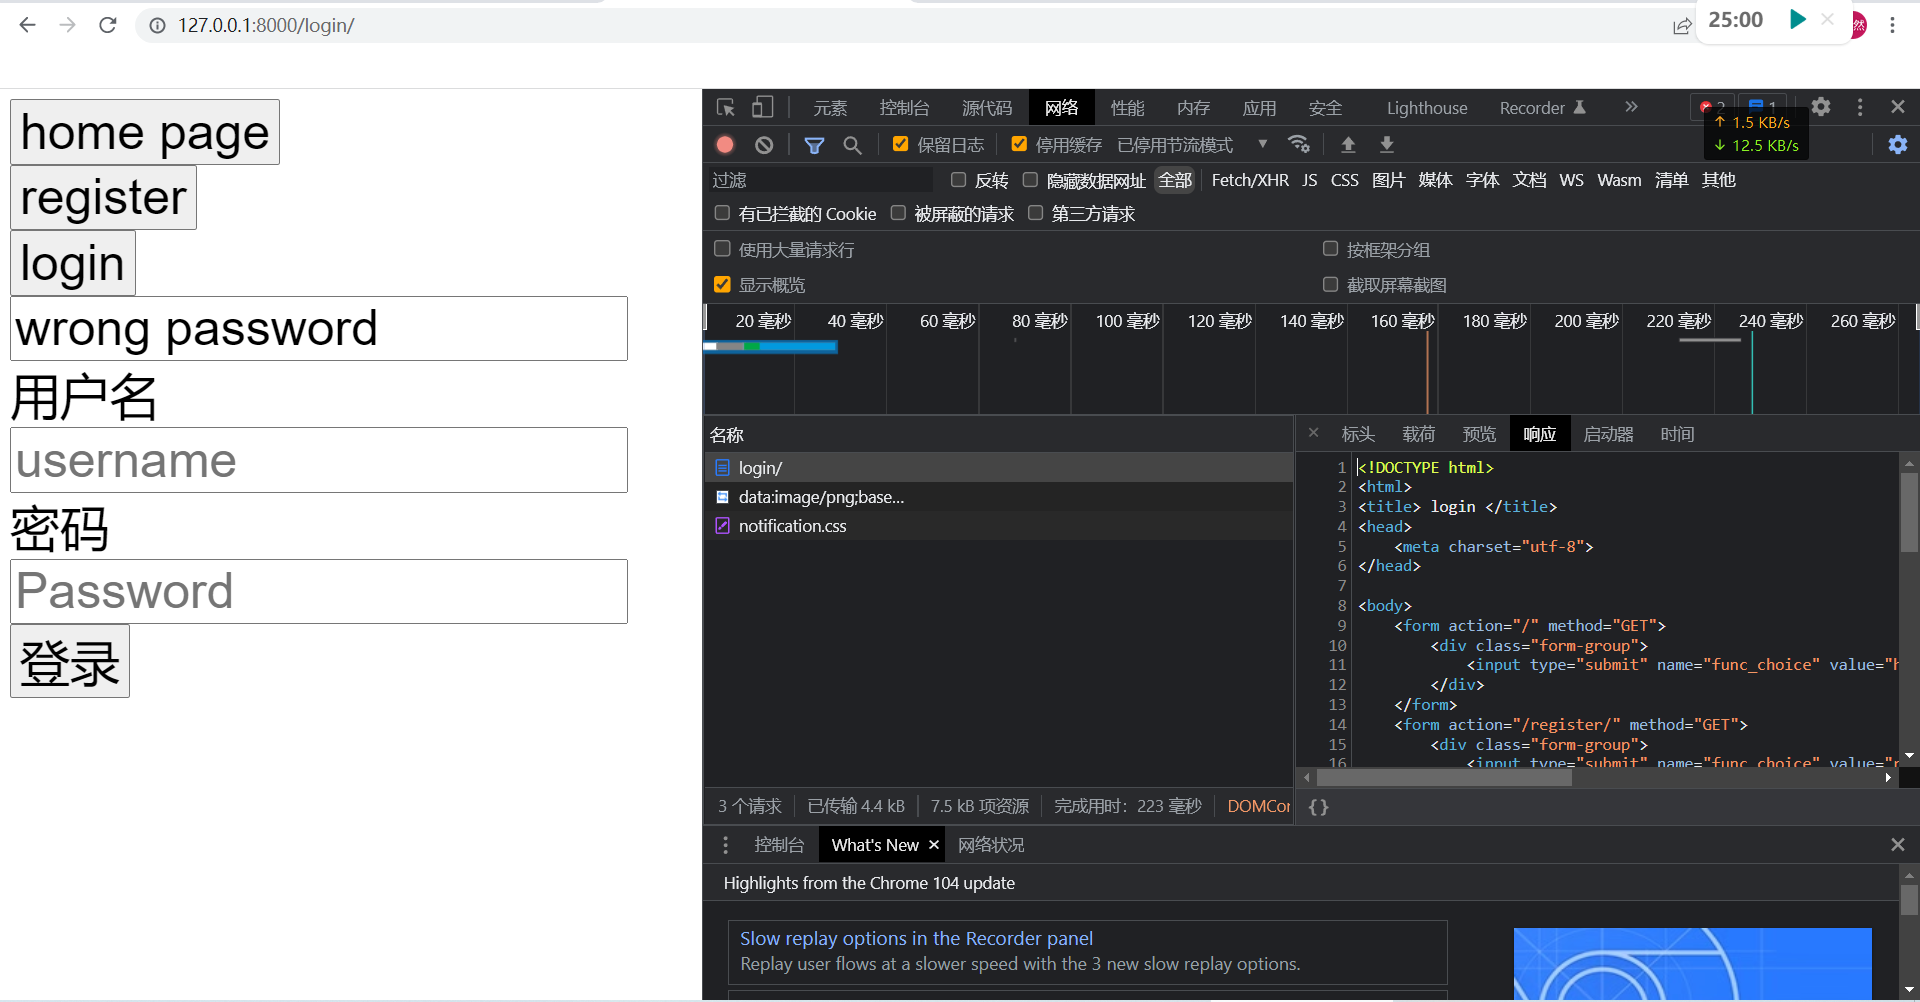 127.0.0.1:8000/login/
25:00
然
home page
register
login
wrong password
用户名
username
密码
Password
登录
元素 控制台 源代码 网络 性能 内存 应用 安全 Lighthouse Recorder » 2 1
↑ 1.5 KB/s
↓ 12.5 KB/s
保留日志 停用缓存 已停用节流模式
过滤 反转 隐藏数据网址 全部 Fetch/XHR JS CSS 图片 媒体 字体 文档 WS Wasm 清单 其他
有已拦截的 Cookie 被屏蔽的请求 第三方请求
使用大量请求行 按框架分组
显示概览 截取屏幕截图
20 毫秒 40 毫秒 60 毫秒 80 毫秒 100 毫秒 120 毫秒 140 毫秒 160 毫秒 180 毫秒 200 毫秒 220 毫秒 240 毫秒 260 毫秒
名称
login/
data:image/png;base...
notification.css
3 个请求 已传输 4.4 kB 7.5 kB 项资源 完成用时: 223 毫秒 DOMCor
标头 载荷 预览 响应 启动器 时间
1 <!DOCTYPE html>
2 <html>
3 <title> login </title>
4 <head>
5 <meta charset="utf-8">
6 </head>
7
8 <body>
9 <form action="/" method="GET">
10 <div class="form-group">
11 <input type="submit" name="func_choice" value="h
12 </div>
13 </form>
14 <form action="/register/" method="GET">
15 <div class="form-group">
16 <input type="submit" name="func_choice" value="r
{}
控制台 What's New 网络状况
Highlights from the Chrome 104 update
Slow replay options in the Recorder panel
Replay user flows at a slower speed with the 3 new slow replay options.